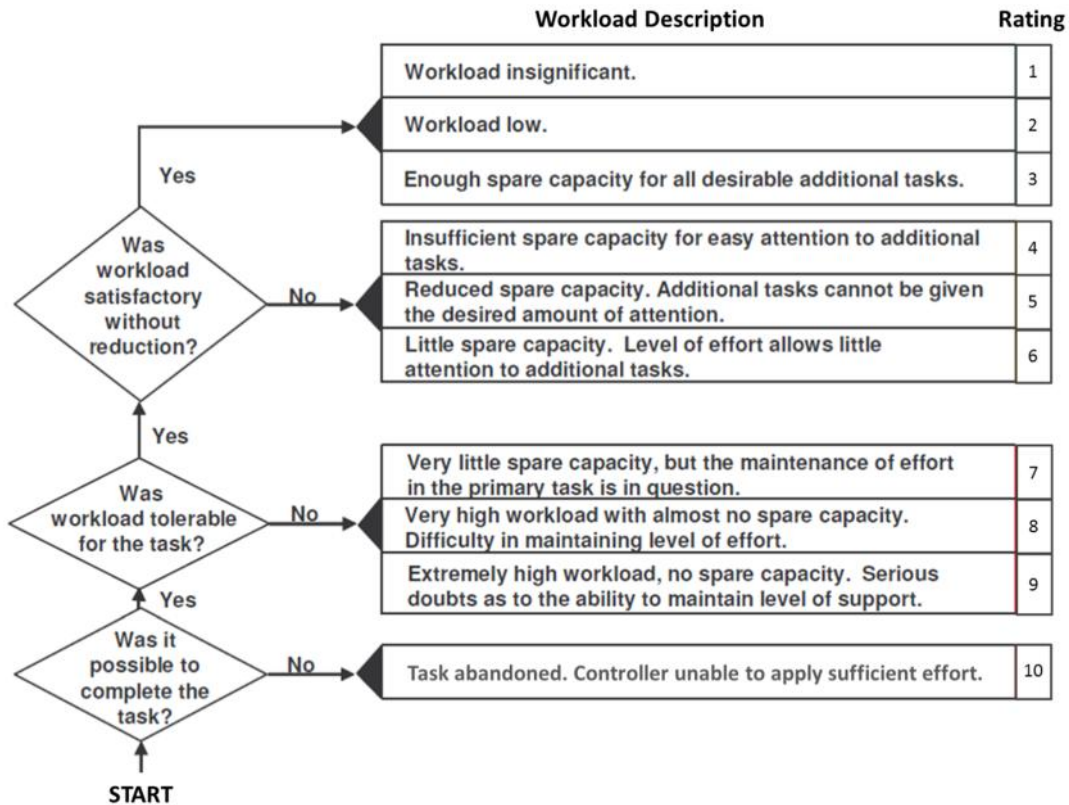 Workload Description
Rating
Workload insignificant.
1
Workload low.
2
Yes
Enough spare capacity for all desirable additional tasks.
3
Was
workload
satisfactory
without
reduction?
No
Insufficient spare capacity for easy attention to additional
tasks.
4
Reduced spare capacity. Additional tasks cannot be given
the desired amount of attention.
5
Little spare capacity. Level of effort allows little
attention to additional tasks.
6
Yes
Was
workload tolerable
for the task?
No
Very little spare capacity, but the maintenance of effort
in the primary task is in question.
7
Very high workload with almost no spare capacity.
Difficulty in maintaining level of effort.
8
Extremely high workload, no spare capacity. Serious
doubts as to the ability to maintain level of support.
9
Yes
Was it
possible to
complete the
task?
No
Task abandoned. Controller unable to apply sufficient effort.
10
START